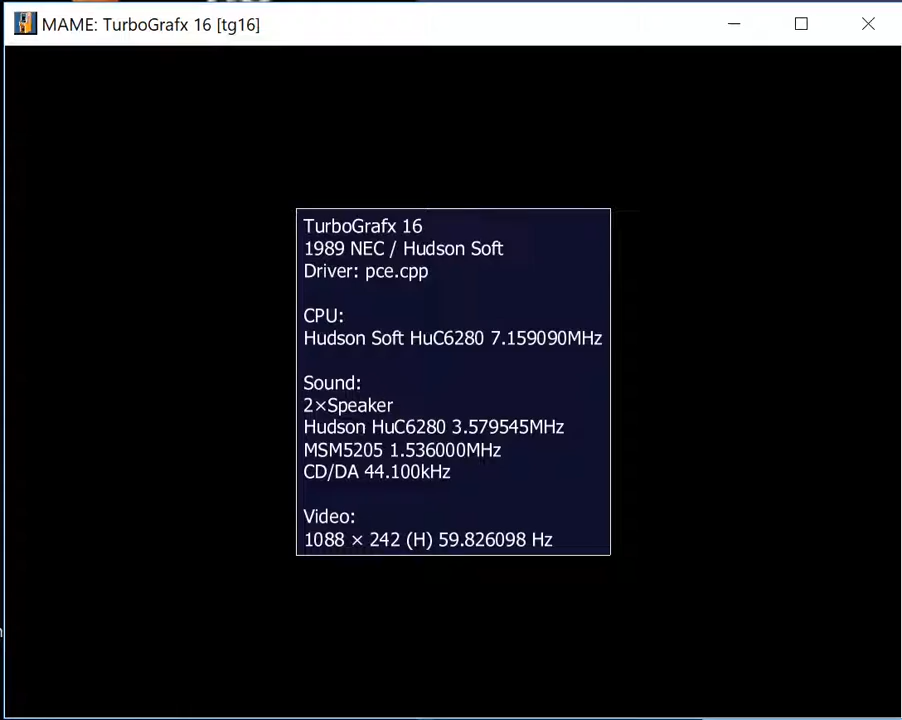 MAME: TurboGrafx 16 [tg16]
TurboGrafx 16
1989 NEC / Hudson Soft
Driver: pce.cpp
CPU:
Hudson Soft HuC6280 7.159090MHz
Sound:
2×Speaker
Hudson HuC6280 3.579545MHz
MSM5205 1.536000MHz
CD/DA 44.100kHz
Video:
1088 × 242 (H) 59.826098 Hz